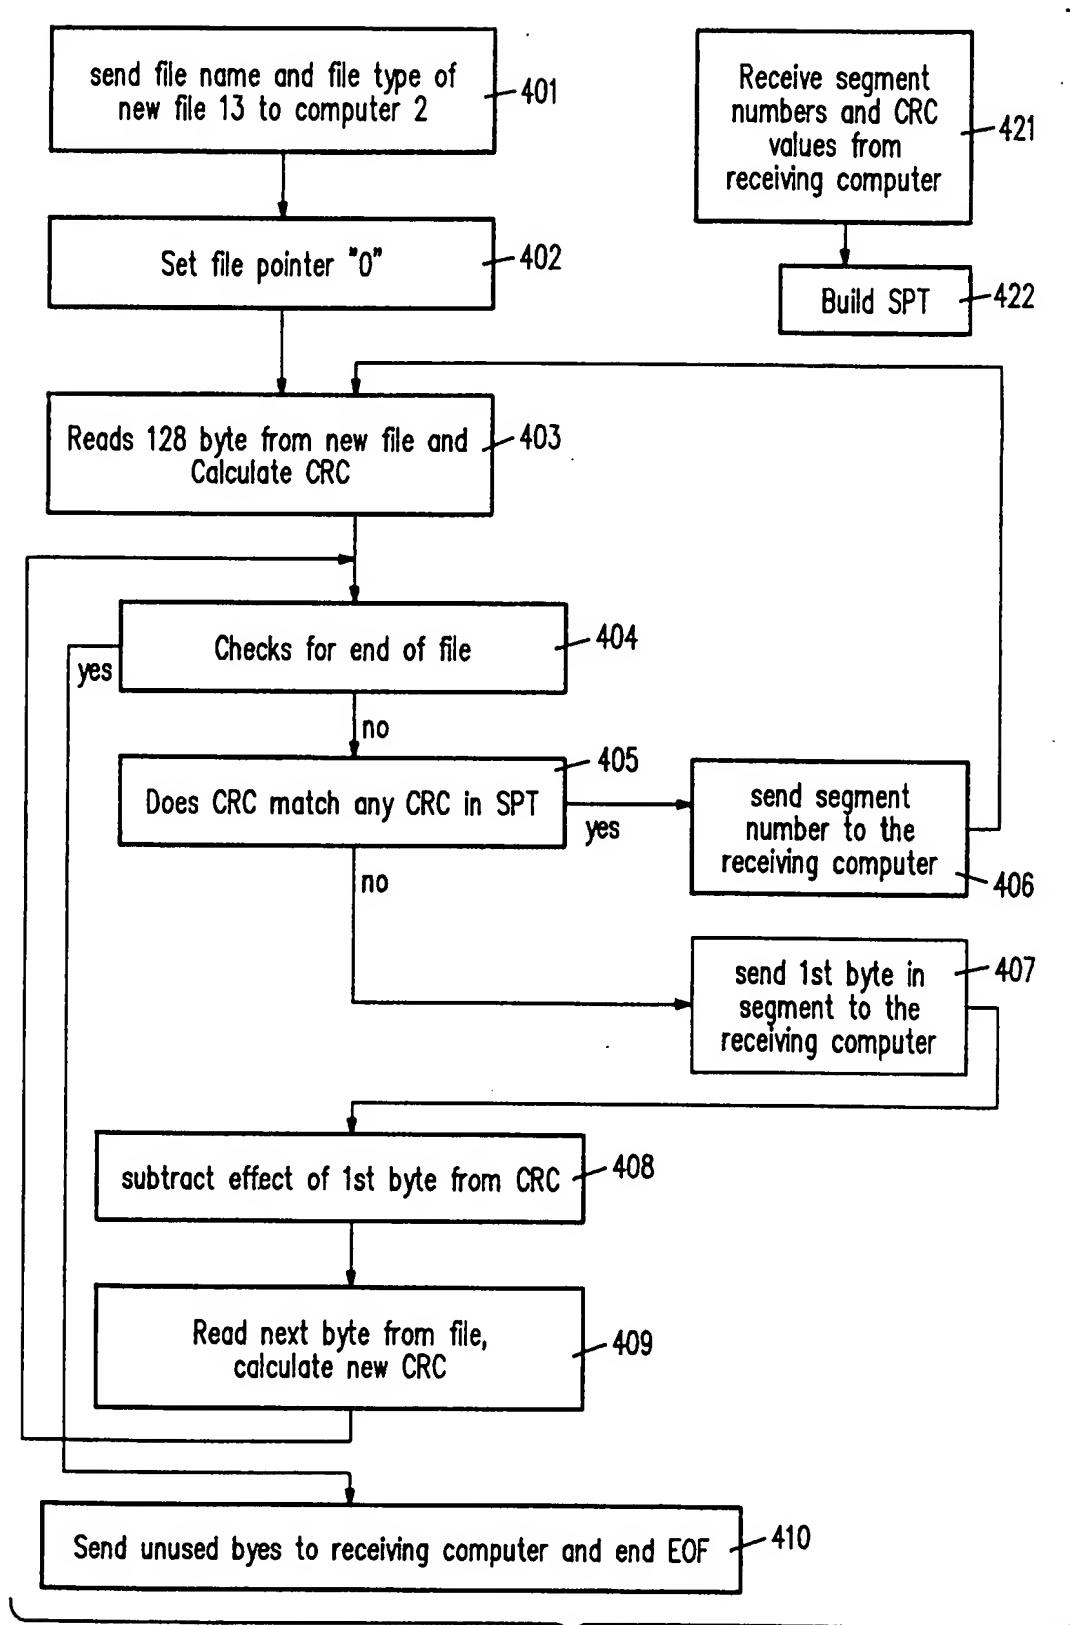 send file name and file type of
new file 13 to computer 2
401
Set file pointer "0"
402
Reads 128 byte from new file and
Calculate CRC
403
Checks for end of file
404
yes
no
Does CRC match any CRC in SPT
405
yes
no
send segment
number to the
receiving computer
406
send 1st byte in
segment to the
receiving computer
407
subtract effect of 1st byte from CRC
408
Read next byte from file,
calculate new CRC
409
Send unused byes to receiving computer and end EOF
410
Receive segment
numbers and CRC
values from
receiving computer
421
Build SPT
422